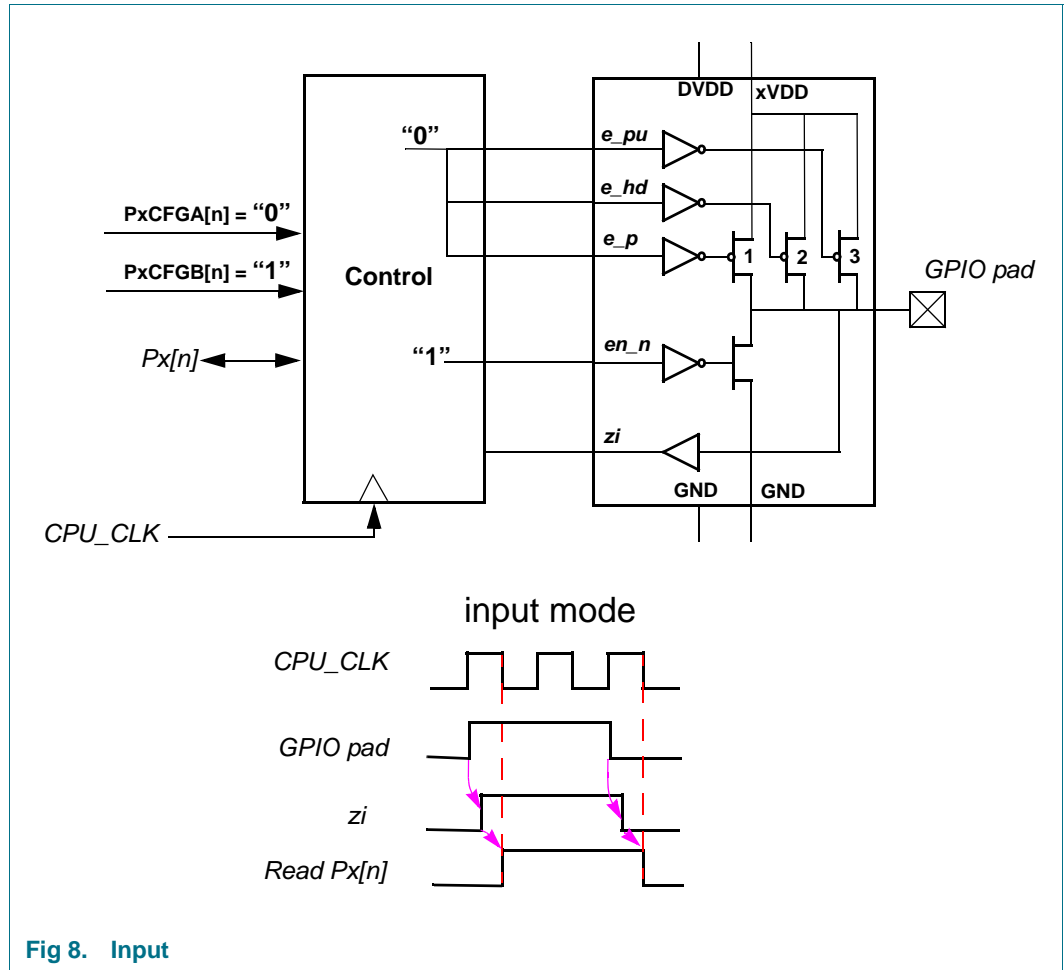 DVDD xVDD
"0"
e_pu
e_hd
PxCFGA[n] = "0"
e_p
1 2 3
PxCFGB[n] = "1"
Control
GPIO pad
Px[n]
"1"
en_n
zi
GND GND
CPU_CLK
input mode
CPU_CLK
GPIO pad
zi
Read Px[n]
Fig 8. Input